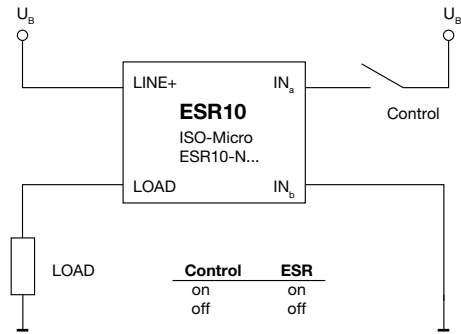 U_B U_B
LINE+ IN_a
ESR10
ISO-Micro
ESR10-N...
Control
LOAD IN_b
LOAD
Control ESR
on on
off off